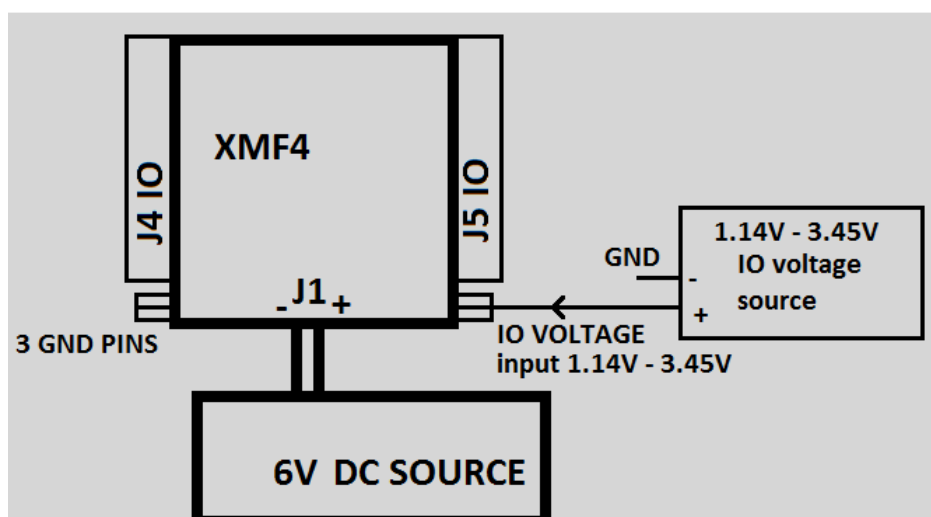 XMF4
J4 IO
J5 IO
1.14V - 3.45V
IO voltage
source
GND
-
+
- J1 +
3 GND PINS
IO VOLTAGE
input 1.14V - 3.45V
6V DC SOURCE